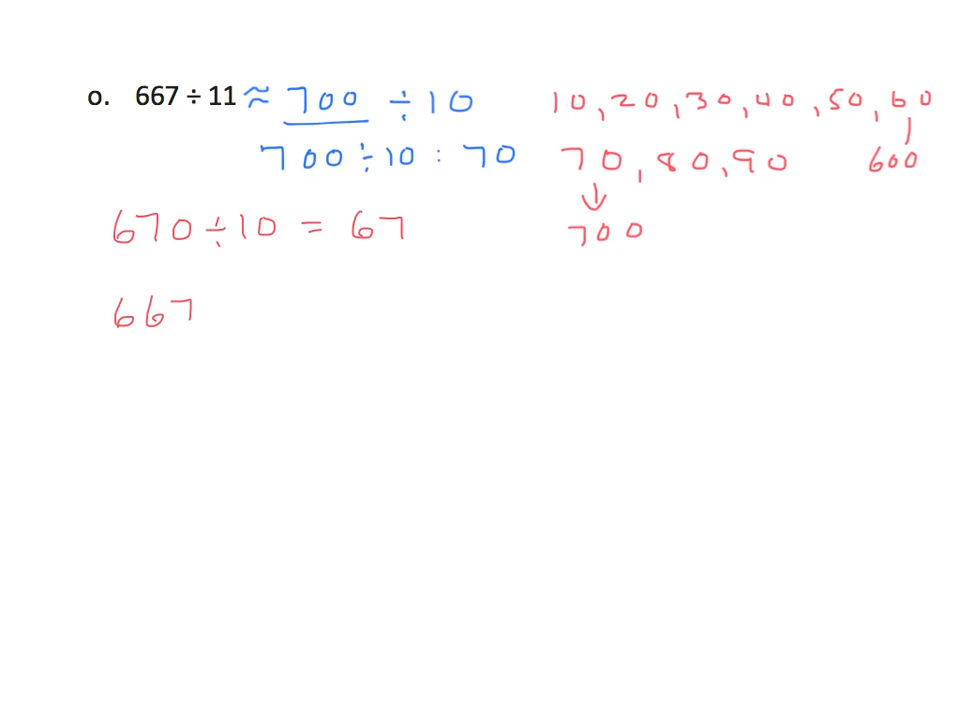 o. 667 ÷ 11 ≈ 700 ÷ 10
700 ÷ 10 : 70
10, 20, 30, 40, 50, 60
600
70, 80, 90
↓
700
670 ÷ 10 = 67
667